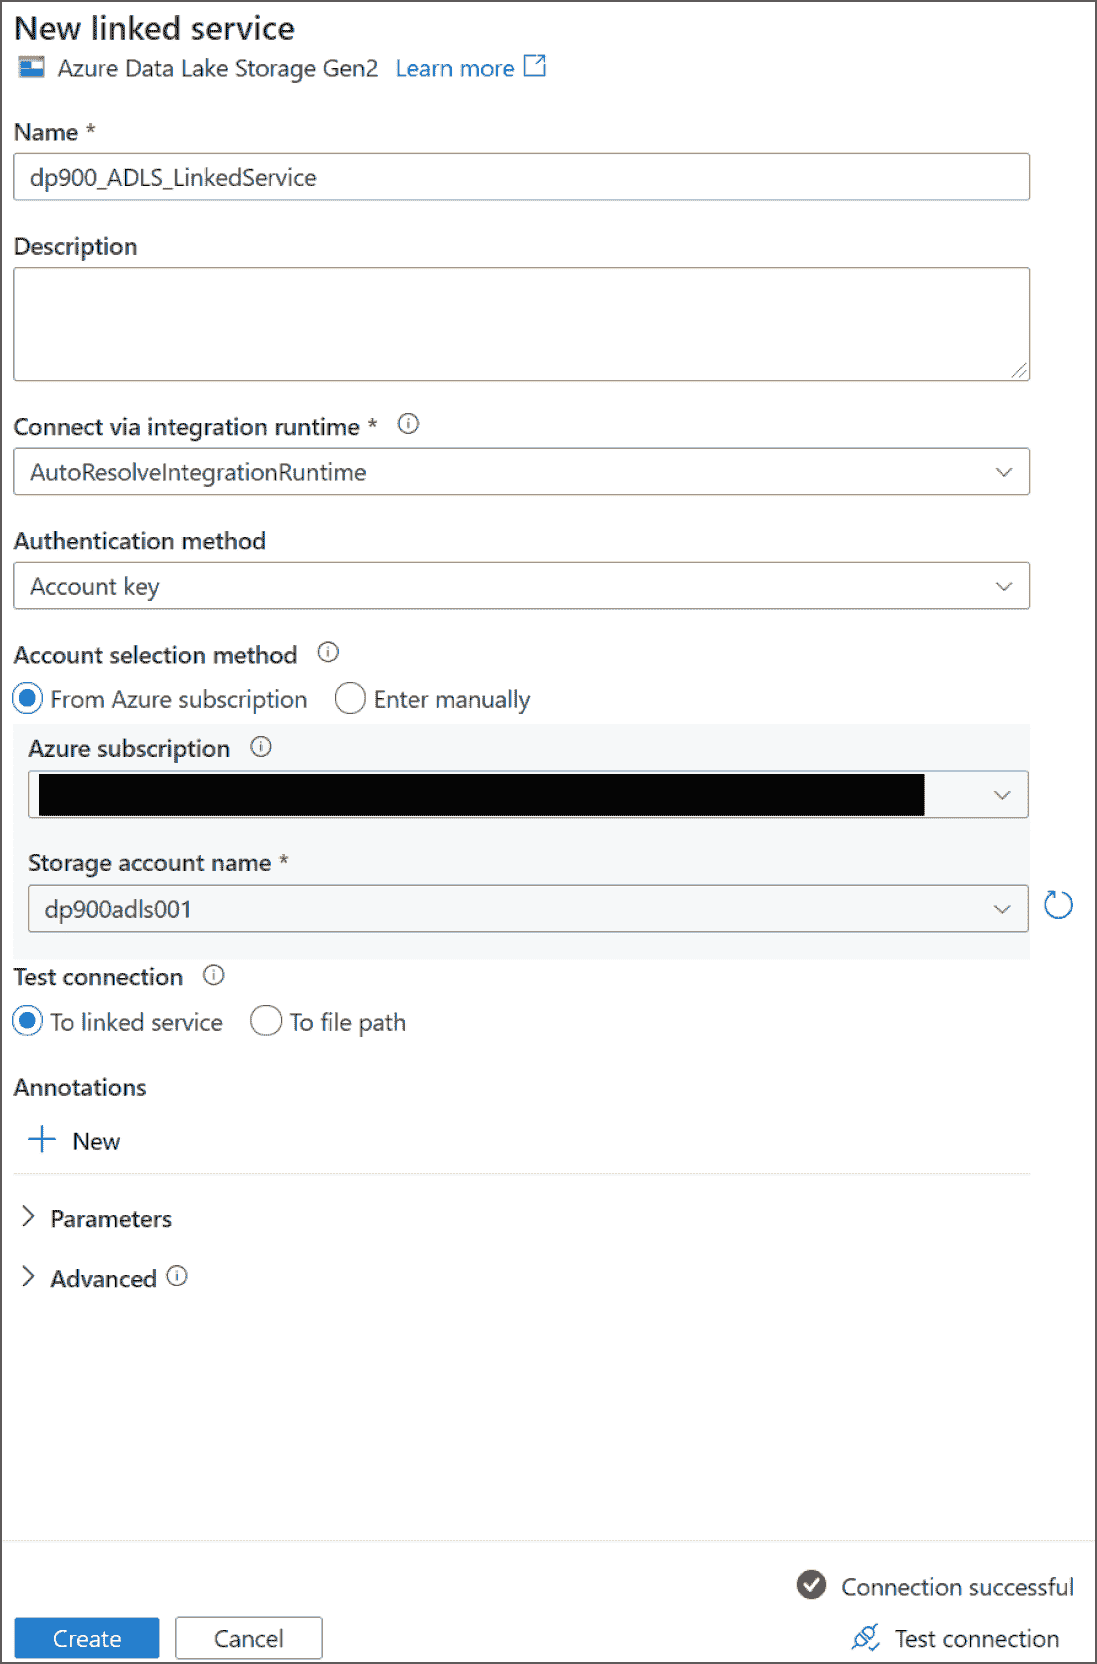 New linked service
Azure Data Lake Storage Gen2 Learn more
Name *
dp900_ADLS_LinkedService
Description
Connect via integration runtime *
AutoResolveIntegrationRuntime
Authentication method
Account key
Account selection method
From Azure subscription Enter manually
Azure subscription
Storage account name *
dp900adls001
Test connection
To linked service To file path
Annotations
New
Parameters
Advanced
Connection successful
Create Cancel Test connection